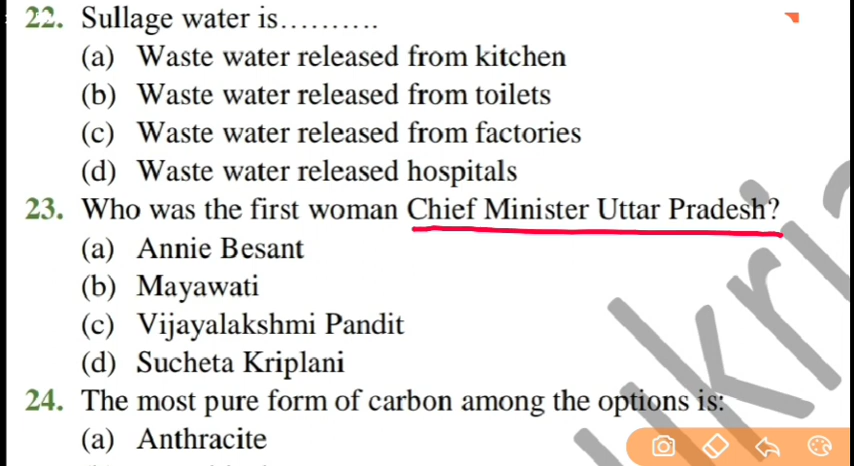 22. Sullage water is..........
(a) Waste water released from kitchen
(b) Waste water released from toilets
(c) Waste water released from factories
(d) Waste water released hospitals
23. Who was the first woman Chief Minister Uttar Pradesh?
(a) Annie Besant
(b) Mayawati
(c) Vijayalakshmi Pandit
(d) Sucheta Kriplani
24. The most pure form of carbon among the options is:
(a) Anthracite